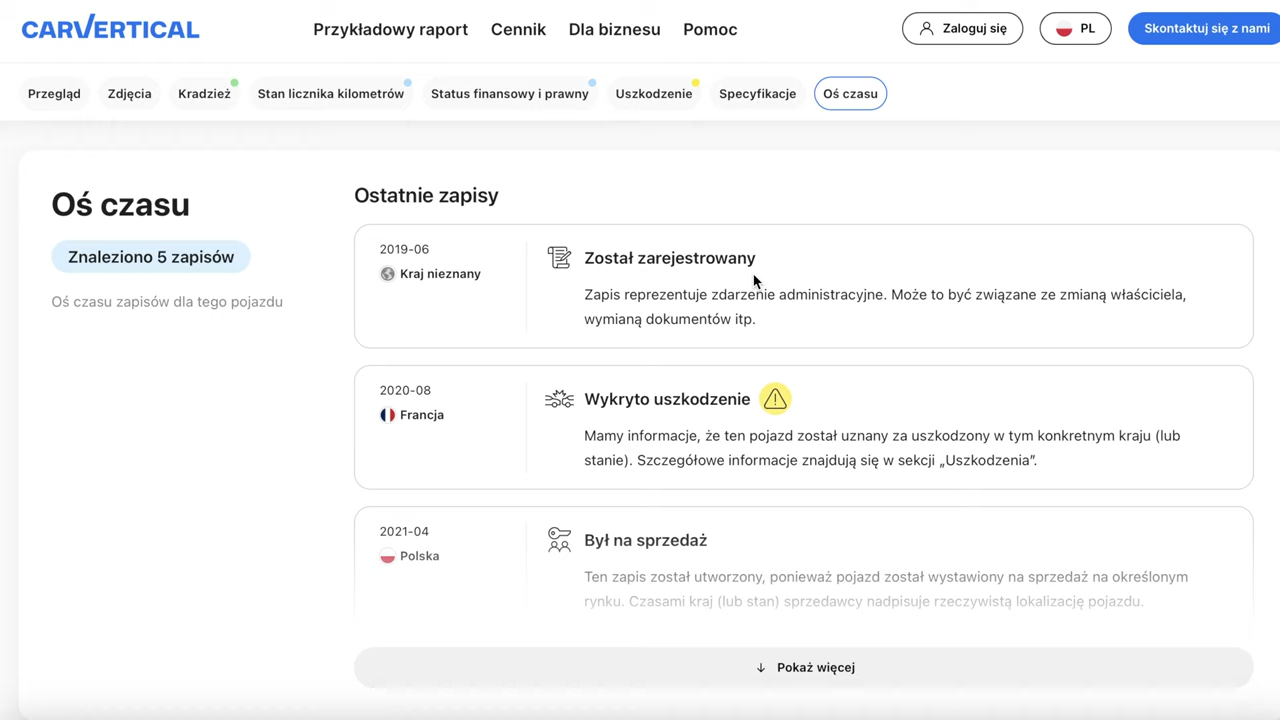 CARVERTICAL
Przykładowy raport
Cennik
Dla biznesu
Pomoc
Zaloguj się
PL
Skontaktuj się z nami
Przegląd
Zdjęcia
Kradzież
Stan licznika kilometrów
Status finansowy i prawny
Uszkodzenie
Specyfikacje
Oś czasu
Oś czasu
Znaleziono 5 zapisów
Oś czasu zapisów dla tego pojazdu
Ostatnie zapisy
2019-06
Kraj nieznany
Został zarejestrowany
Zapis reprezentuje zdarzenie administracyjne. Może to być związane ze zmianą właściciela,
wymianą dokumentów itp.
2020-08
Francja
Wykryto uszkodzenie
Mamy informacje, że ten pojazd został uznany za uszkodzony w tym konkretnym kraju (lub
stanie). Szczegółowe informacje znajdują się w sekcji „Uszkodzenia”.
2021-04
Polska
Był na sprzedaż
Ten zapis został utworzony, ponieważ pojazd został wystawiony na sprzedaż na określonym
rynku. Czasami kraj (lub stan) sprzedawcy nadpisuje rzeczywistą lokalizację pojazdu.
Pokaż więcej